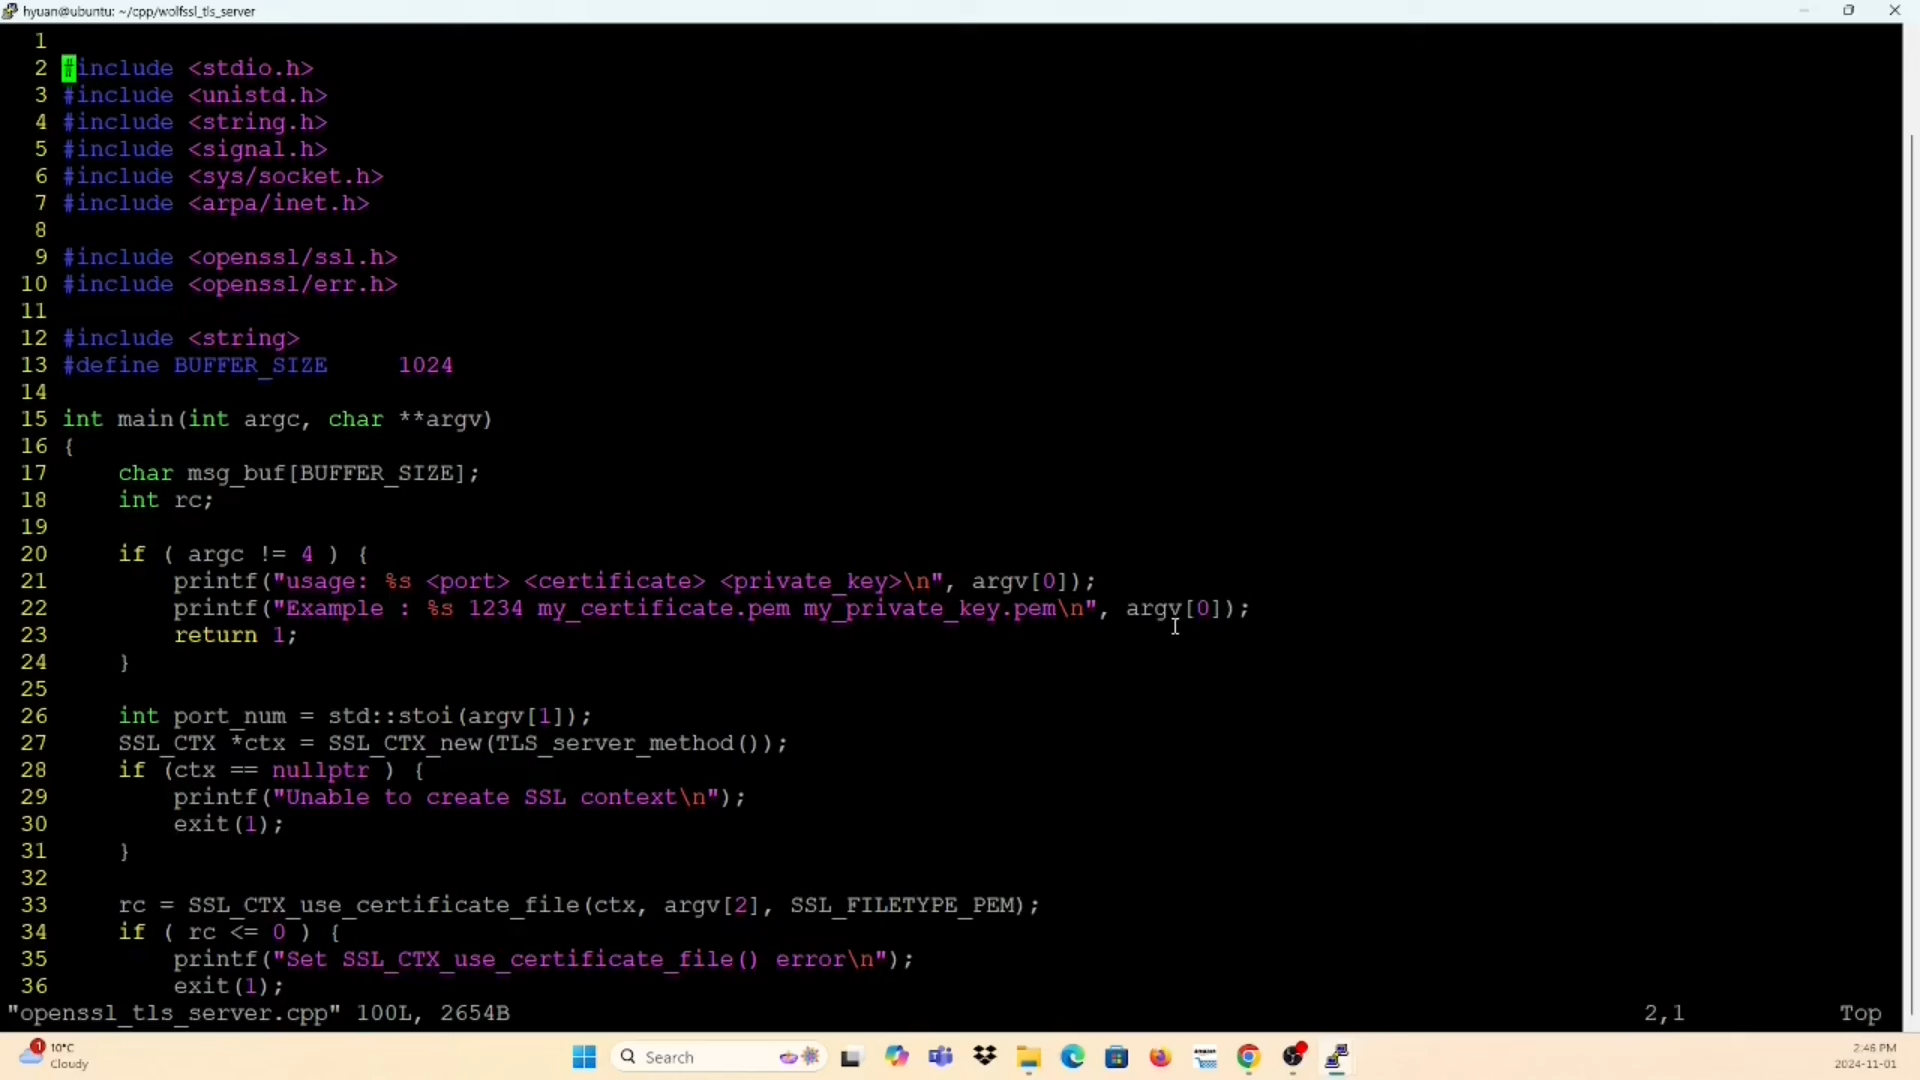 hyuan@ubuntu: ~/cpp/wolfssl_tls_server
1
2 #include <stdio.h>
3 #include <unistd.h>
4 #include <string.h>
5 #include <signal.h>
6 #include <sys/socket.h>
7 #include <arpa/inet.h>
8
9 #include <openssl/ssl.h>
10 #include <openssl/err.h>
11
12 #include <string>
13 #define BUFFER_SIZE     1024
14
15 int main(int argc, char **argv)
16 {
17     char msg_buf[BUFFER_SIZE];
18     int rc;
19
20     if ( argc != 4 ) {
21         printf("usage: %s <port> <certificate> <private_key>\n", argv[0]);
22         printf("Example : %s 1234 my_certificate.pem my_private_key.pem\n", argv[0]);
23         return 1;
24     }
25
26     int port_num = std::stoi(argv[1]);
27     SSL_CTX *ctx = SSL_CTX_new(TLS_server_method());
28     if (ctx == nullptr ) {
29         printf("Unable to create SSL context\n");
30         exit(1);
31     }
32
33     rc = SSL_CTX_use_certificate_file(ctx, argv[2], SSL_FILETYPE_PEM);
34     if ( rc <= 0 ) {
35         printf("Set SSL_CTX_use_certificate_file() error\n");
36         exit(1);
"openssl_tls_server.cpp" 100L, 2654B 2,1 Top
1
10°C
Cloudy
Search
amazon
2:46 PM
2024-11-01